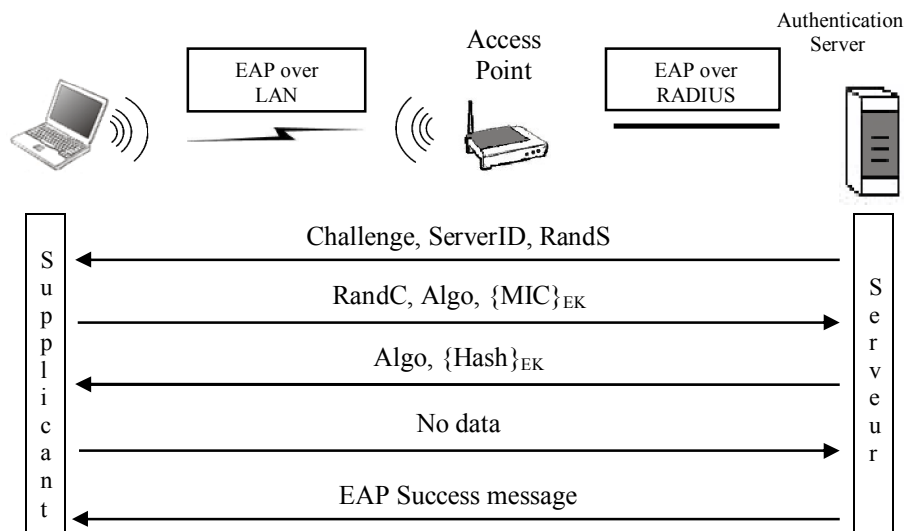 Authentication
Server
Access
Point
EAP over
LAN
EAP over
RADIUS
Supplicant
Challenge, ServerID, RandS
RandC, Algo, {MIC}EK
Algo, {Hash}EK
No data
EAP Success message
Serveur